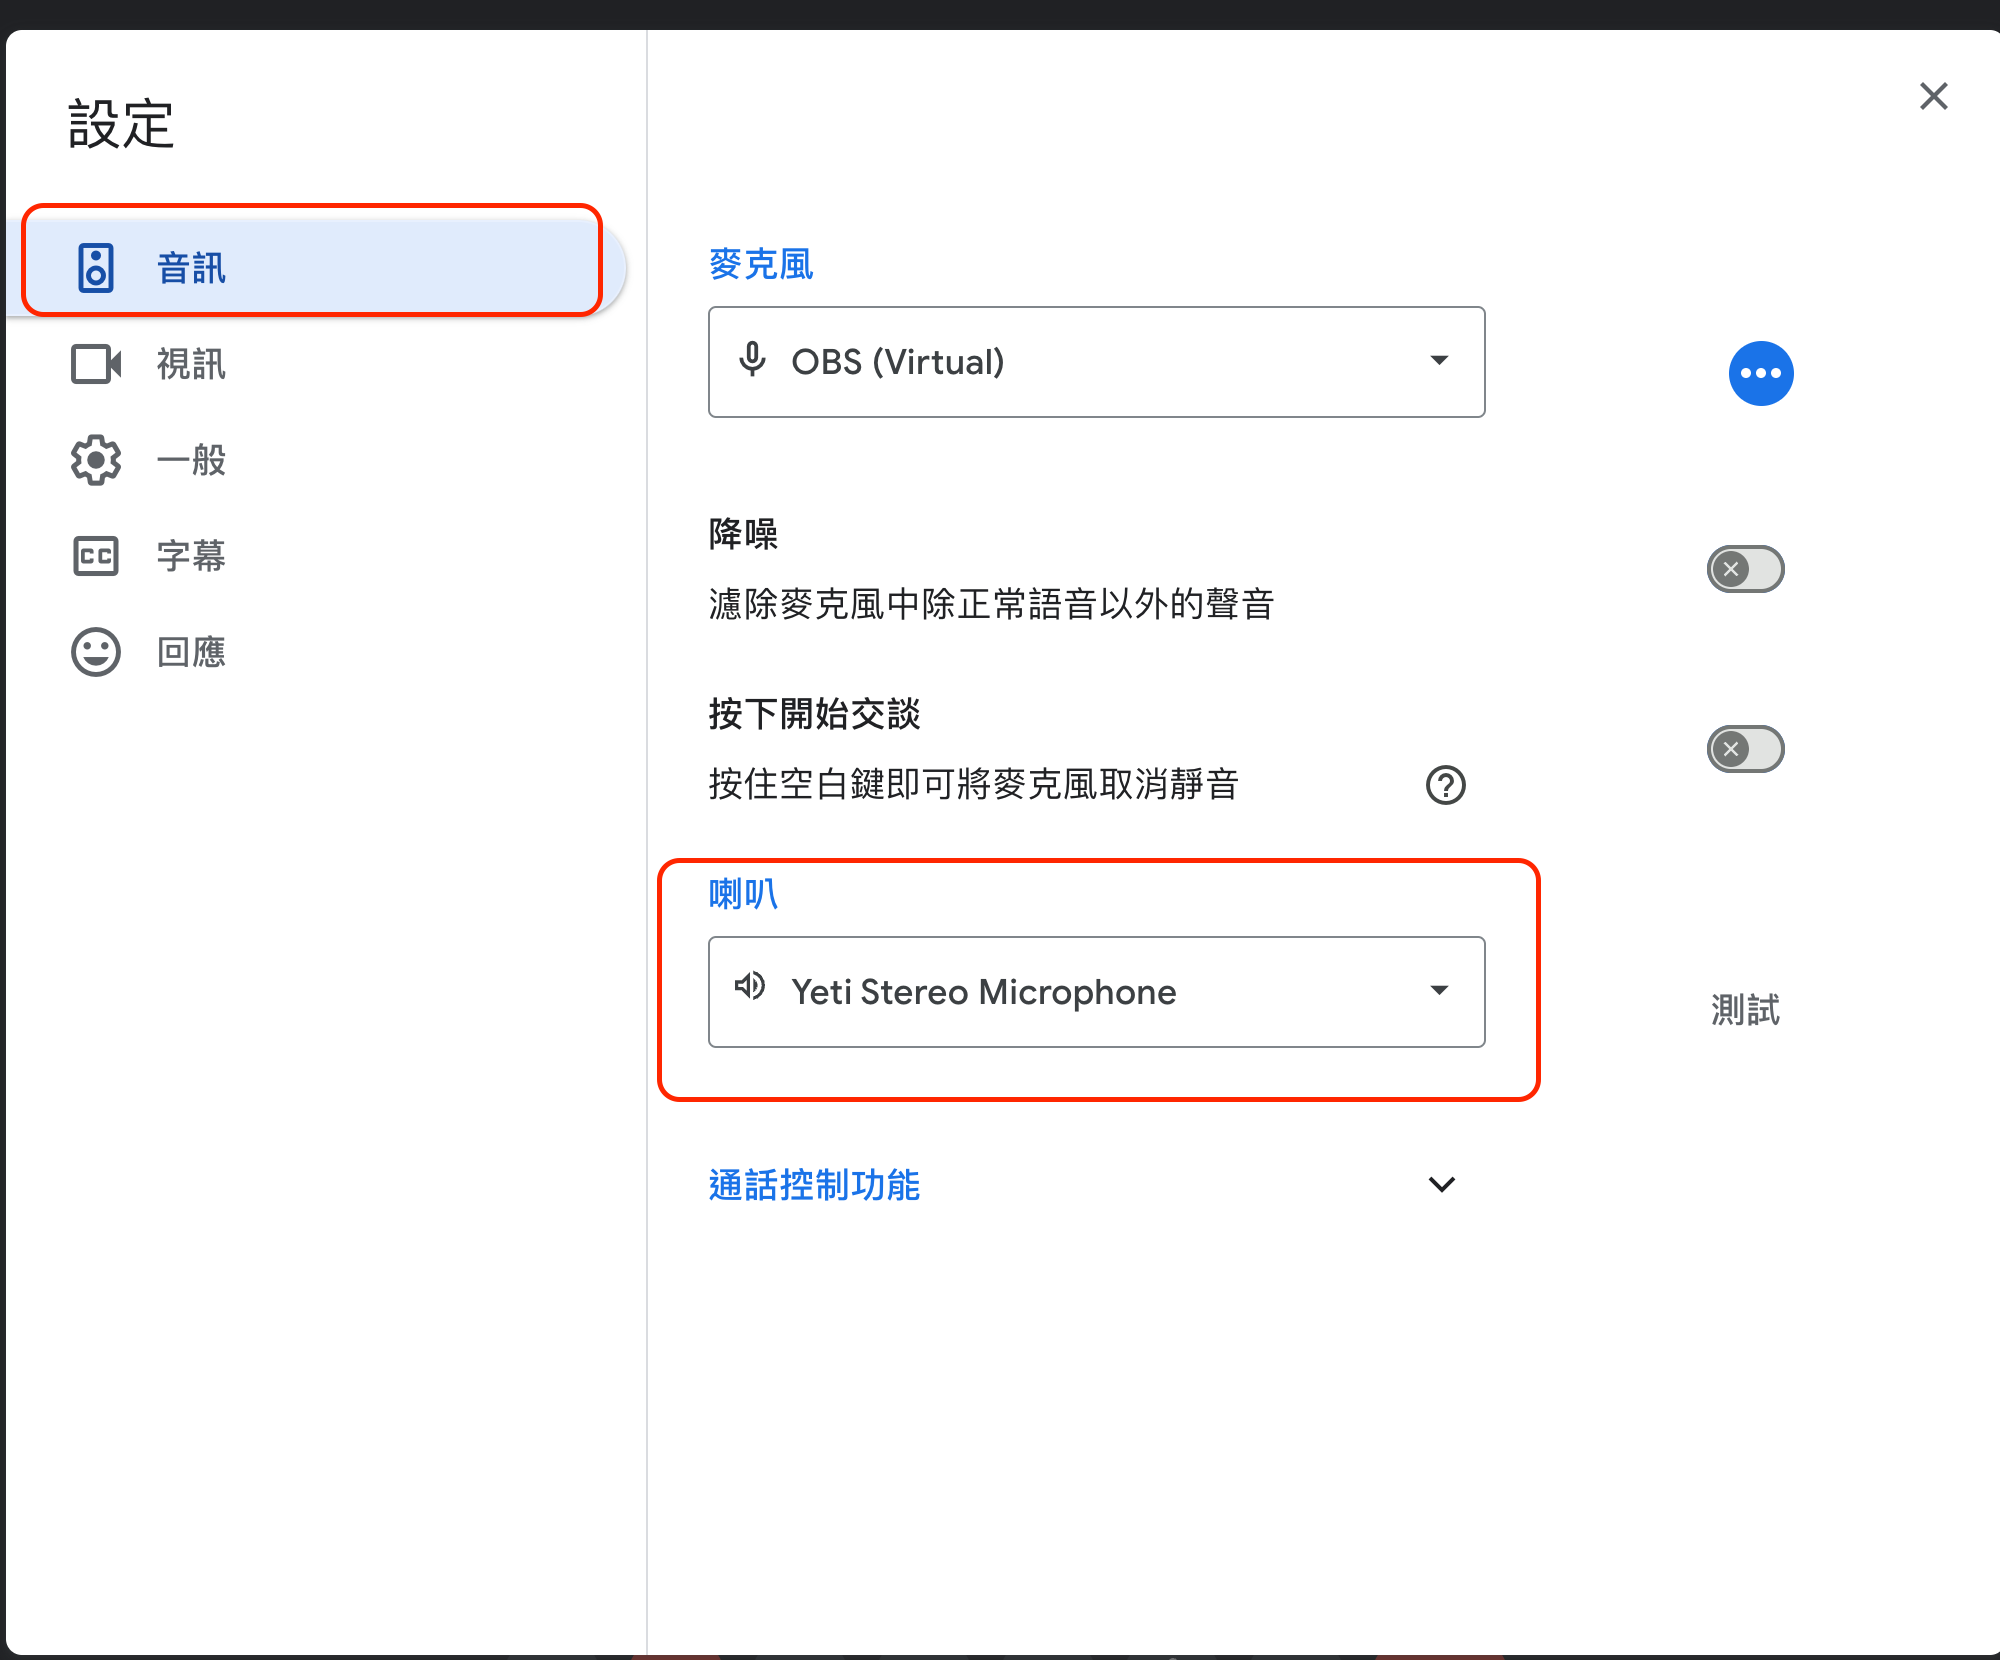 設定
音訊
視訊
一般
CC
字幕
回應
麥克風
OBS (Virtual)
降噪
濾除麥克風中除正常語音以外的聲音
按下開始交談
按住空白鍵即可將麥克風取消靜音
喇叭
Yeti Stereo Microphone
測試
通話控制功能